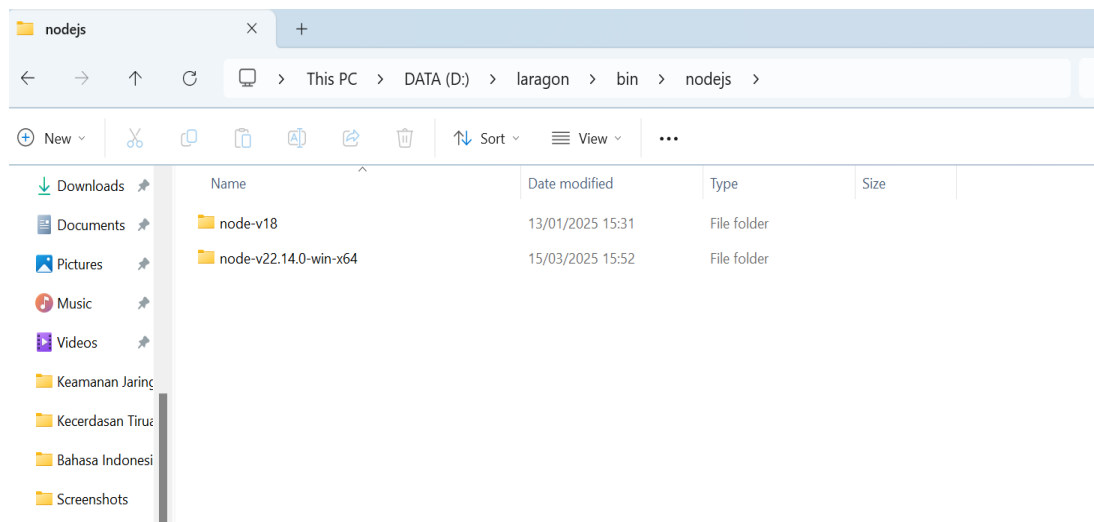 nodejs
This PC > DATA (D:) > laragon > bin > nodejs >
New Sort View
Name Date modified Type Size
node-v18 13/01/2025 15:31 File folder
node-v22.14.0-win-x64 15/03/2025 15:52 File folder
Downloads
Documents
Pictures
Music
Videos
Keamanan Jaring
Kecerdasan Tirua
Bahasa Indonesi
Screenshots